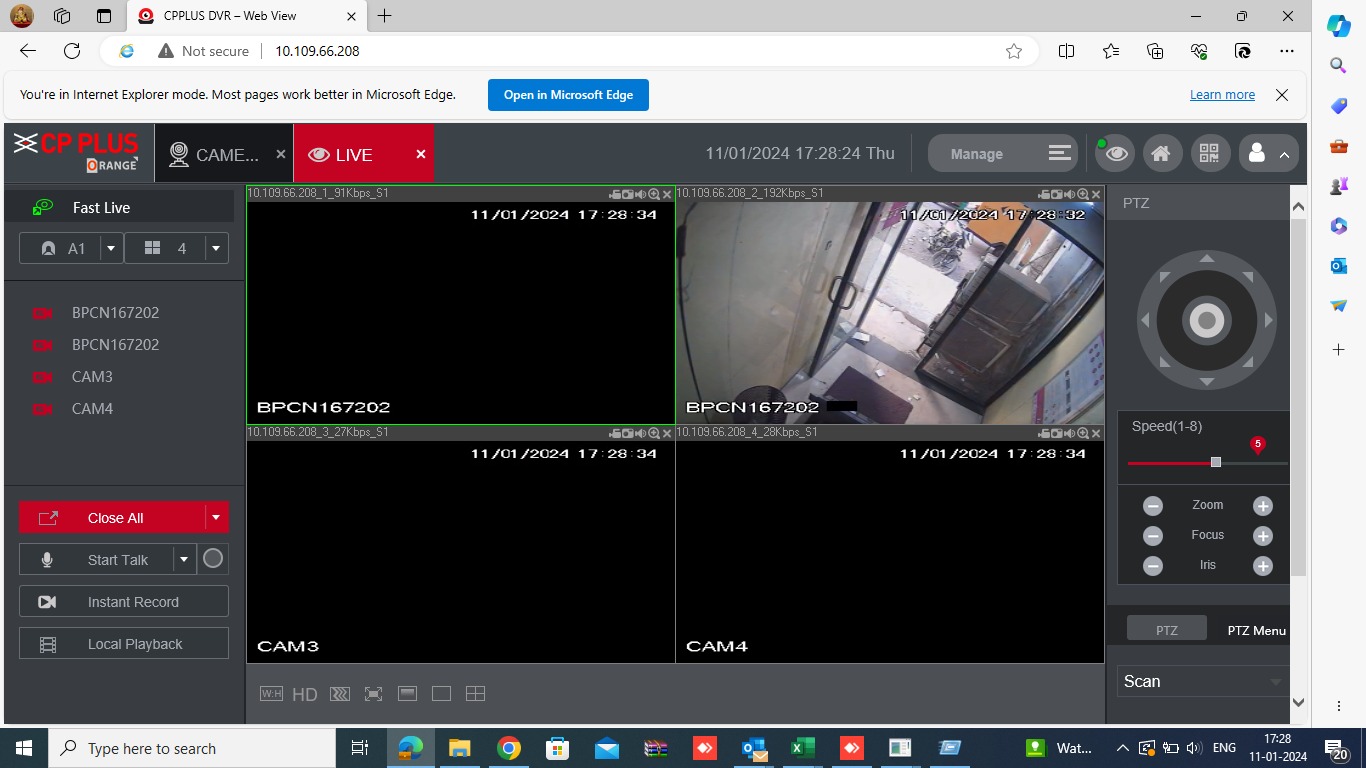 CPPLUS DVR – Web View
Not secure
10.109.66.208
You're in Internet Explorer mode. Most pages work better in Microsoft Edge.
Open in Microsoft Edge
Learn more
CP PLUS
ORANGE
CAME...
LIVE
11/01/2024 17:28:24 Thu
Manage
Fast Live
A1
4
BPCN167202
BPCN167202
CAM3
CAM4
Close All
Start Talk
Instant Record
Local Playback
10.109.66.208_1_91Kbps_S1
11/01/2024 17:28:34
BPCN167202
10.109.66.208_2_192Kbps_S1
11/01/2024 17:28:32
BPCN167202
10.109.66.208_3_27Kbps_S1
11/01/2024 17:28:34
CAM3
10.109.66.208_4_28Kbps_S1
11/01/2024 17:28:34
CAM4
W:H
HD
PTZ
Speed(1-8)
5
Zoom
Focus
Iris
PTZ
PTZ Menu
Scan
Type here to search
Wat...
ENG
17:28
11-01-2024
20